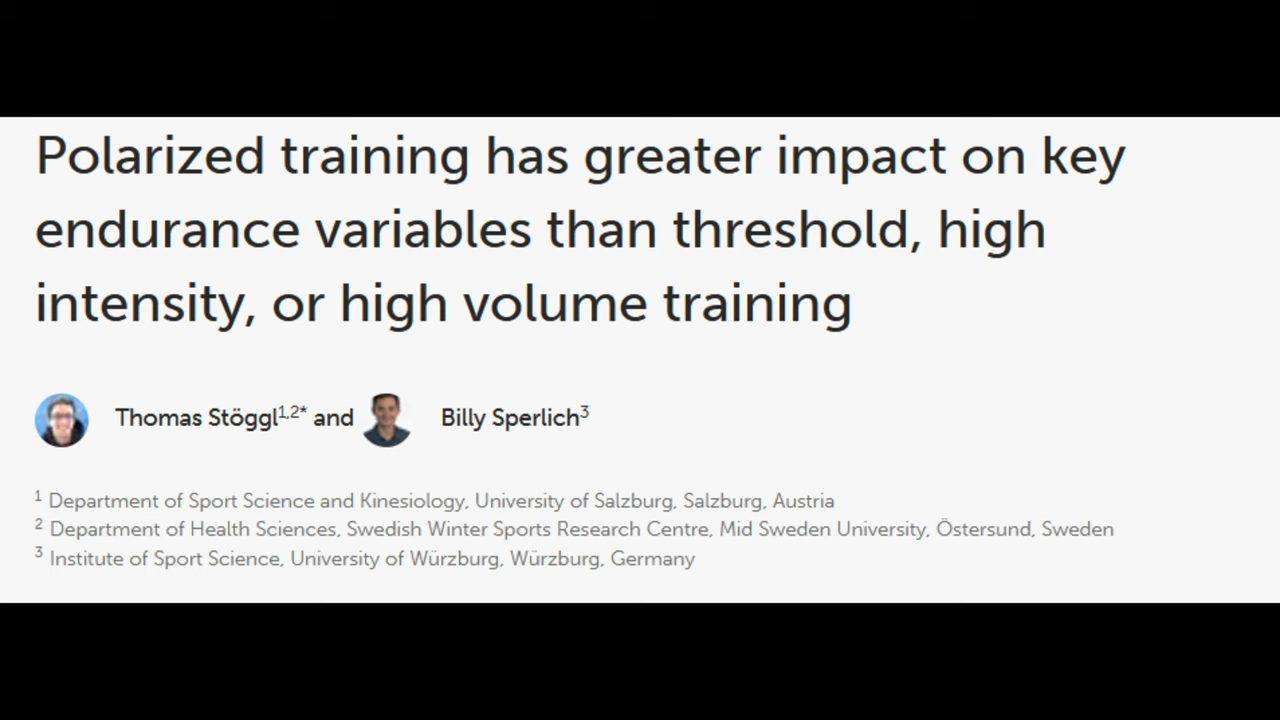 Polarized training has greater impact on key
endurance variables than threshold, high
intensity, or high volume training
Thomas Stöggl1,2* and Billy Sperlich3
1 Department of Sport Science and Kinesiology, University of Salzburg, Salzburg, Austria
2 Department of Health Sciences, Swedish Winter Sports Research Centre, Mid Sweden University, Östersund, Sweden
3 Institute of Sport Science, University of Würzburg, Würzburg, Germany